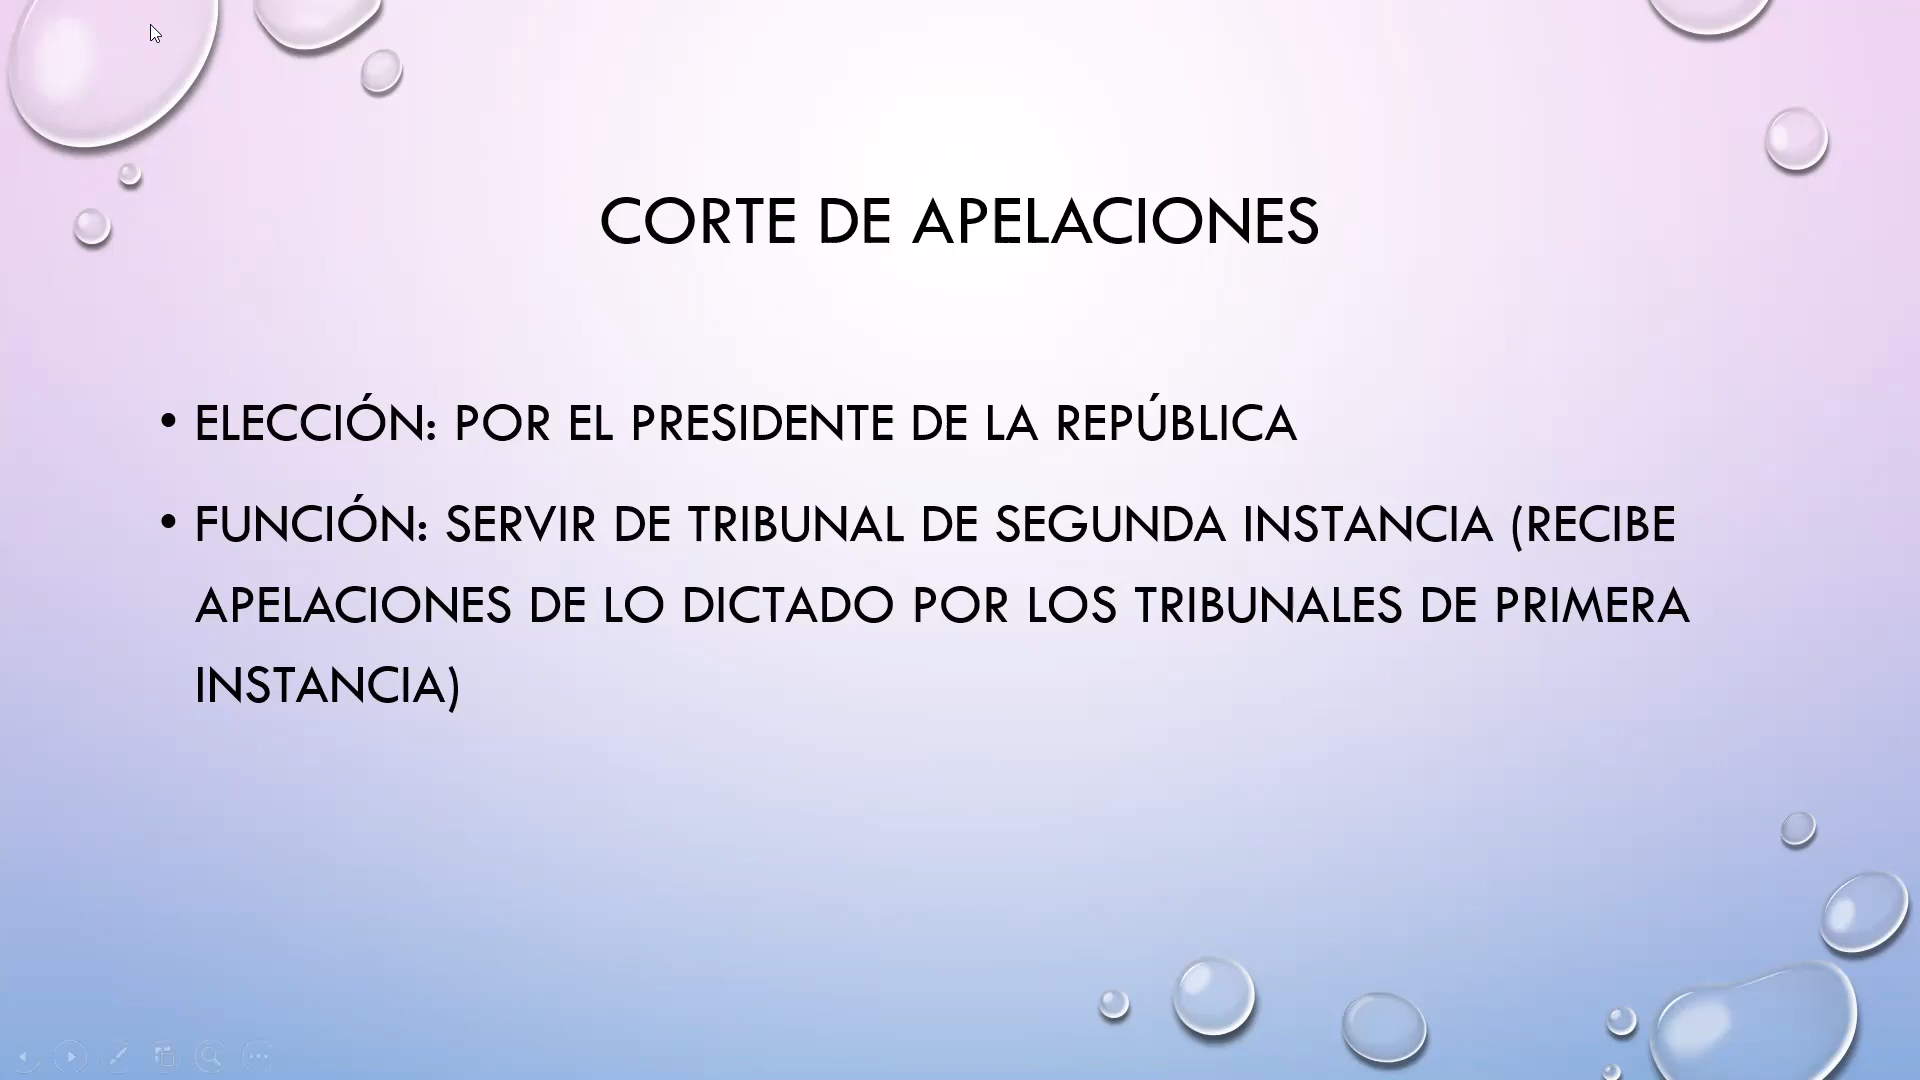 CORTE DE APELACIONES
• ELECCIÓN: POR EL PRESIDENTE DE LA REPÚBLICA
• FUNCIÓN: SERVIR DE TRIBUNAL DE SEGUNDA INSTANCIA (RECIBE
APELACIONES DE LO DICTADO POR LOS TRIBUNALES DE PRIMERA
INSTANCIA)